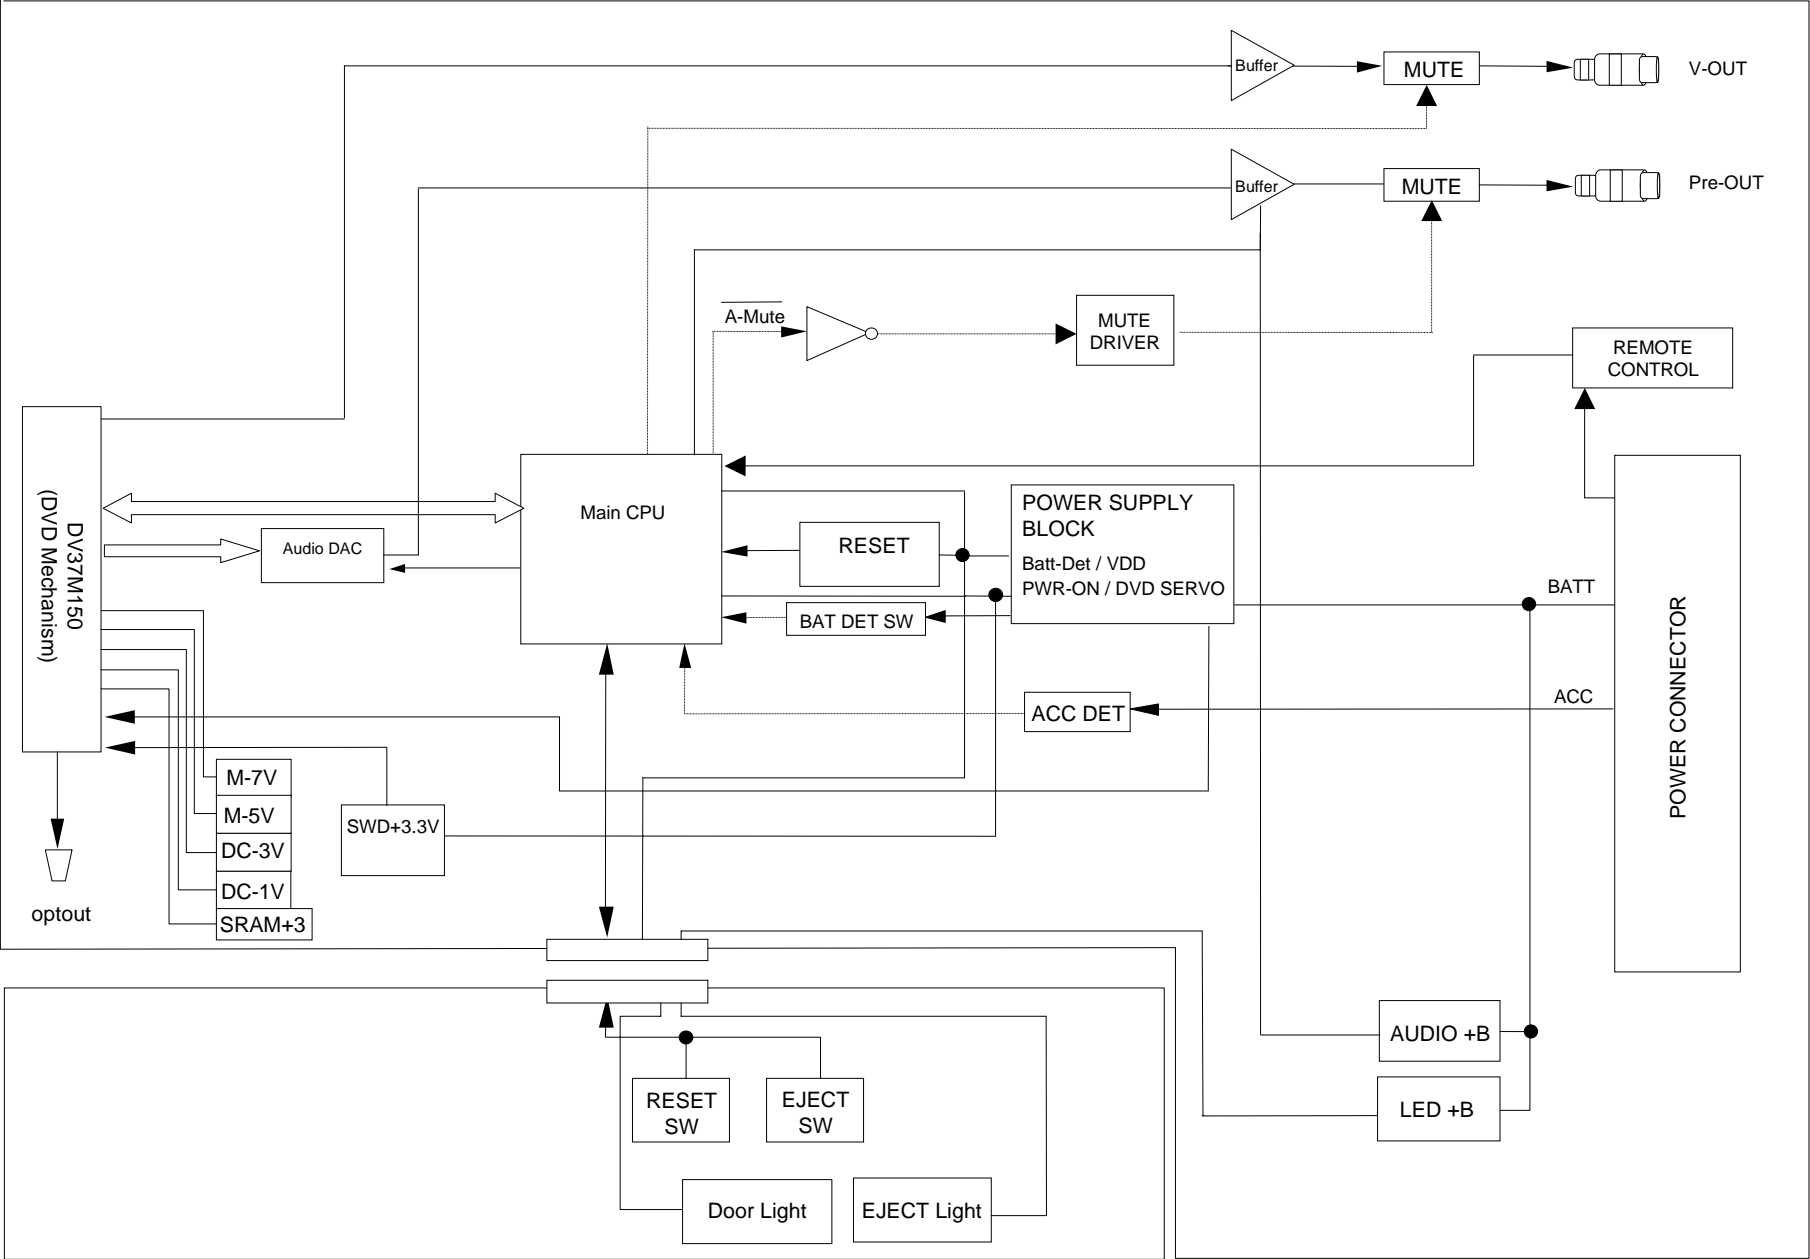 Buffer
MUTE
V-OUT
Buffer
MUTE
Pre-OUT
A-Mute
MUTE
DRIVER
REMOTE
CONTROL
DV37M150
(DVD Mechanism)
Main CPU
Audio DAC
RESET
POWER SUPPLY
BLOCK
Batt-Det / VDD
PWR-ON / DVD SERVO
BAT DET SW
BATT
ACC
ACC DET
POWER CONNECTOR
M-7V
M-5V
DC-3V
DC-1V
SRAM+3
SWD+3.3V
optout
AUDIO +B
LED +B
RESET
SW
EJECT
SW
Door Light
EJECT Light